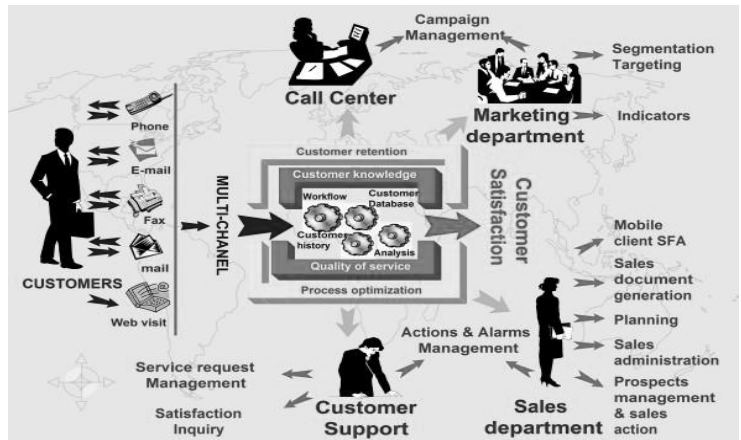 Campaign
Management
Call Center
Marketing
department
Segmentation
Targeting
Indicators
Phone
E-mail
Fax
mail
Web visit
CUSTOMERS
MULTI-CHANEL
Customer retention
Customer knowledge
Workflow
Customer
Database
Customer
history
Analysis
Quality of service
Process optimization
Customer
Satisfaction
Mobile
client SFA
Sales
document
generation
Planning
Sales
administration
Prospects
management
& sales
action
Actions & Alarms
Management
Service request
Management
Satisfaction
Inquiry
Customer
Support
Sales
department